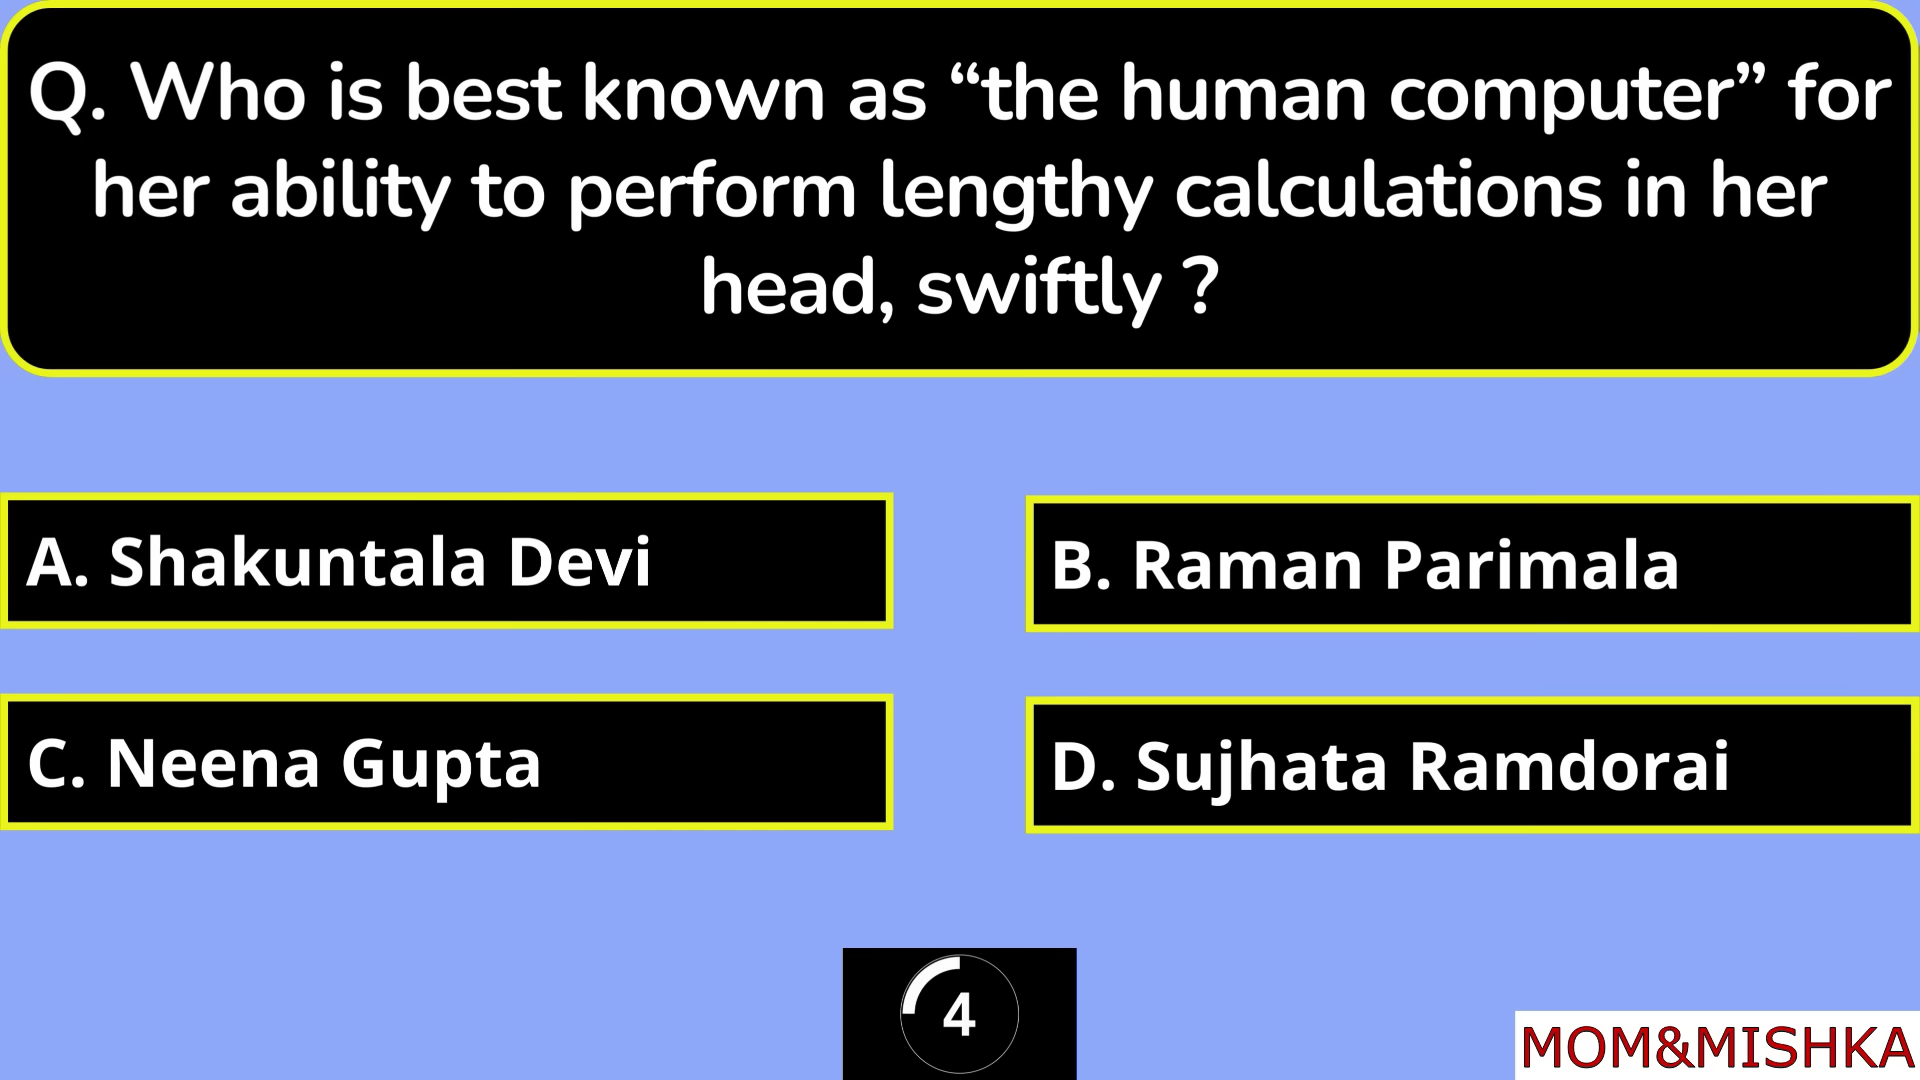 Q. Who is best known as “the human computer” for
her ability to perform lengthy calculations in her
head, swiftly ?
A. Shakuntala Devi
B. Raman Parimala
C. Neena Gupta
D. Sujhata Ramdorai
4
MOM&MISHKA